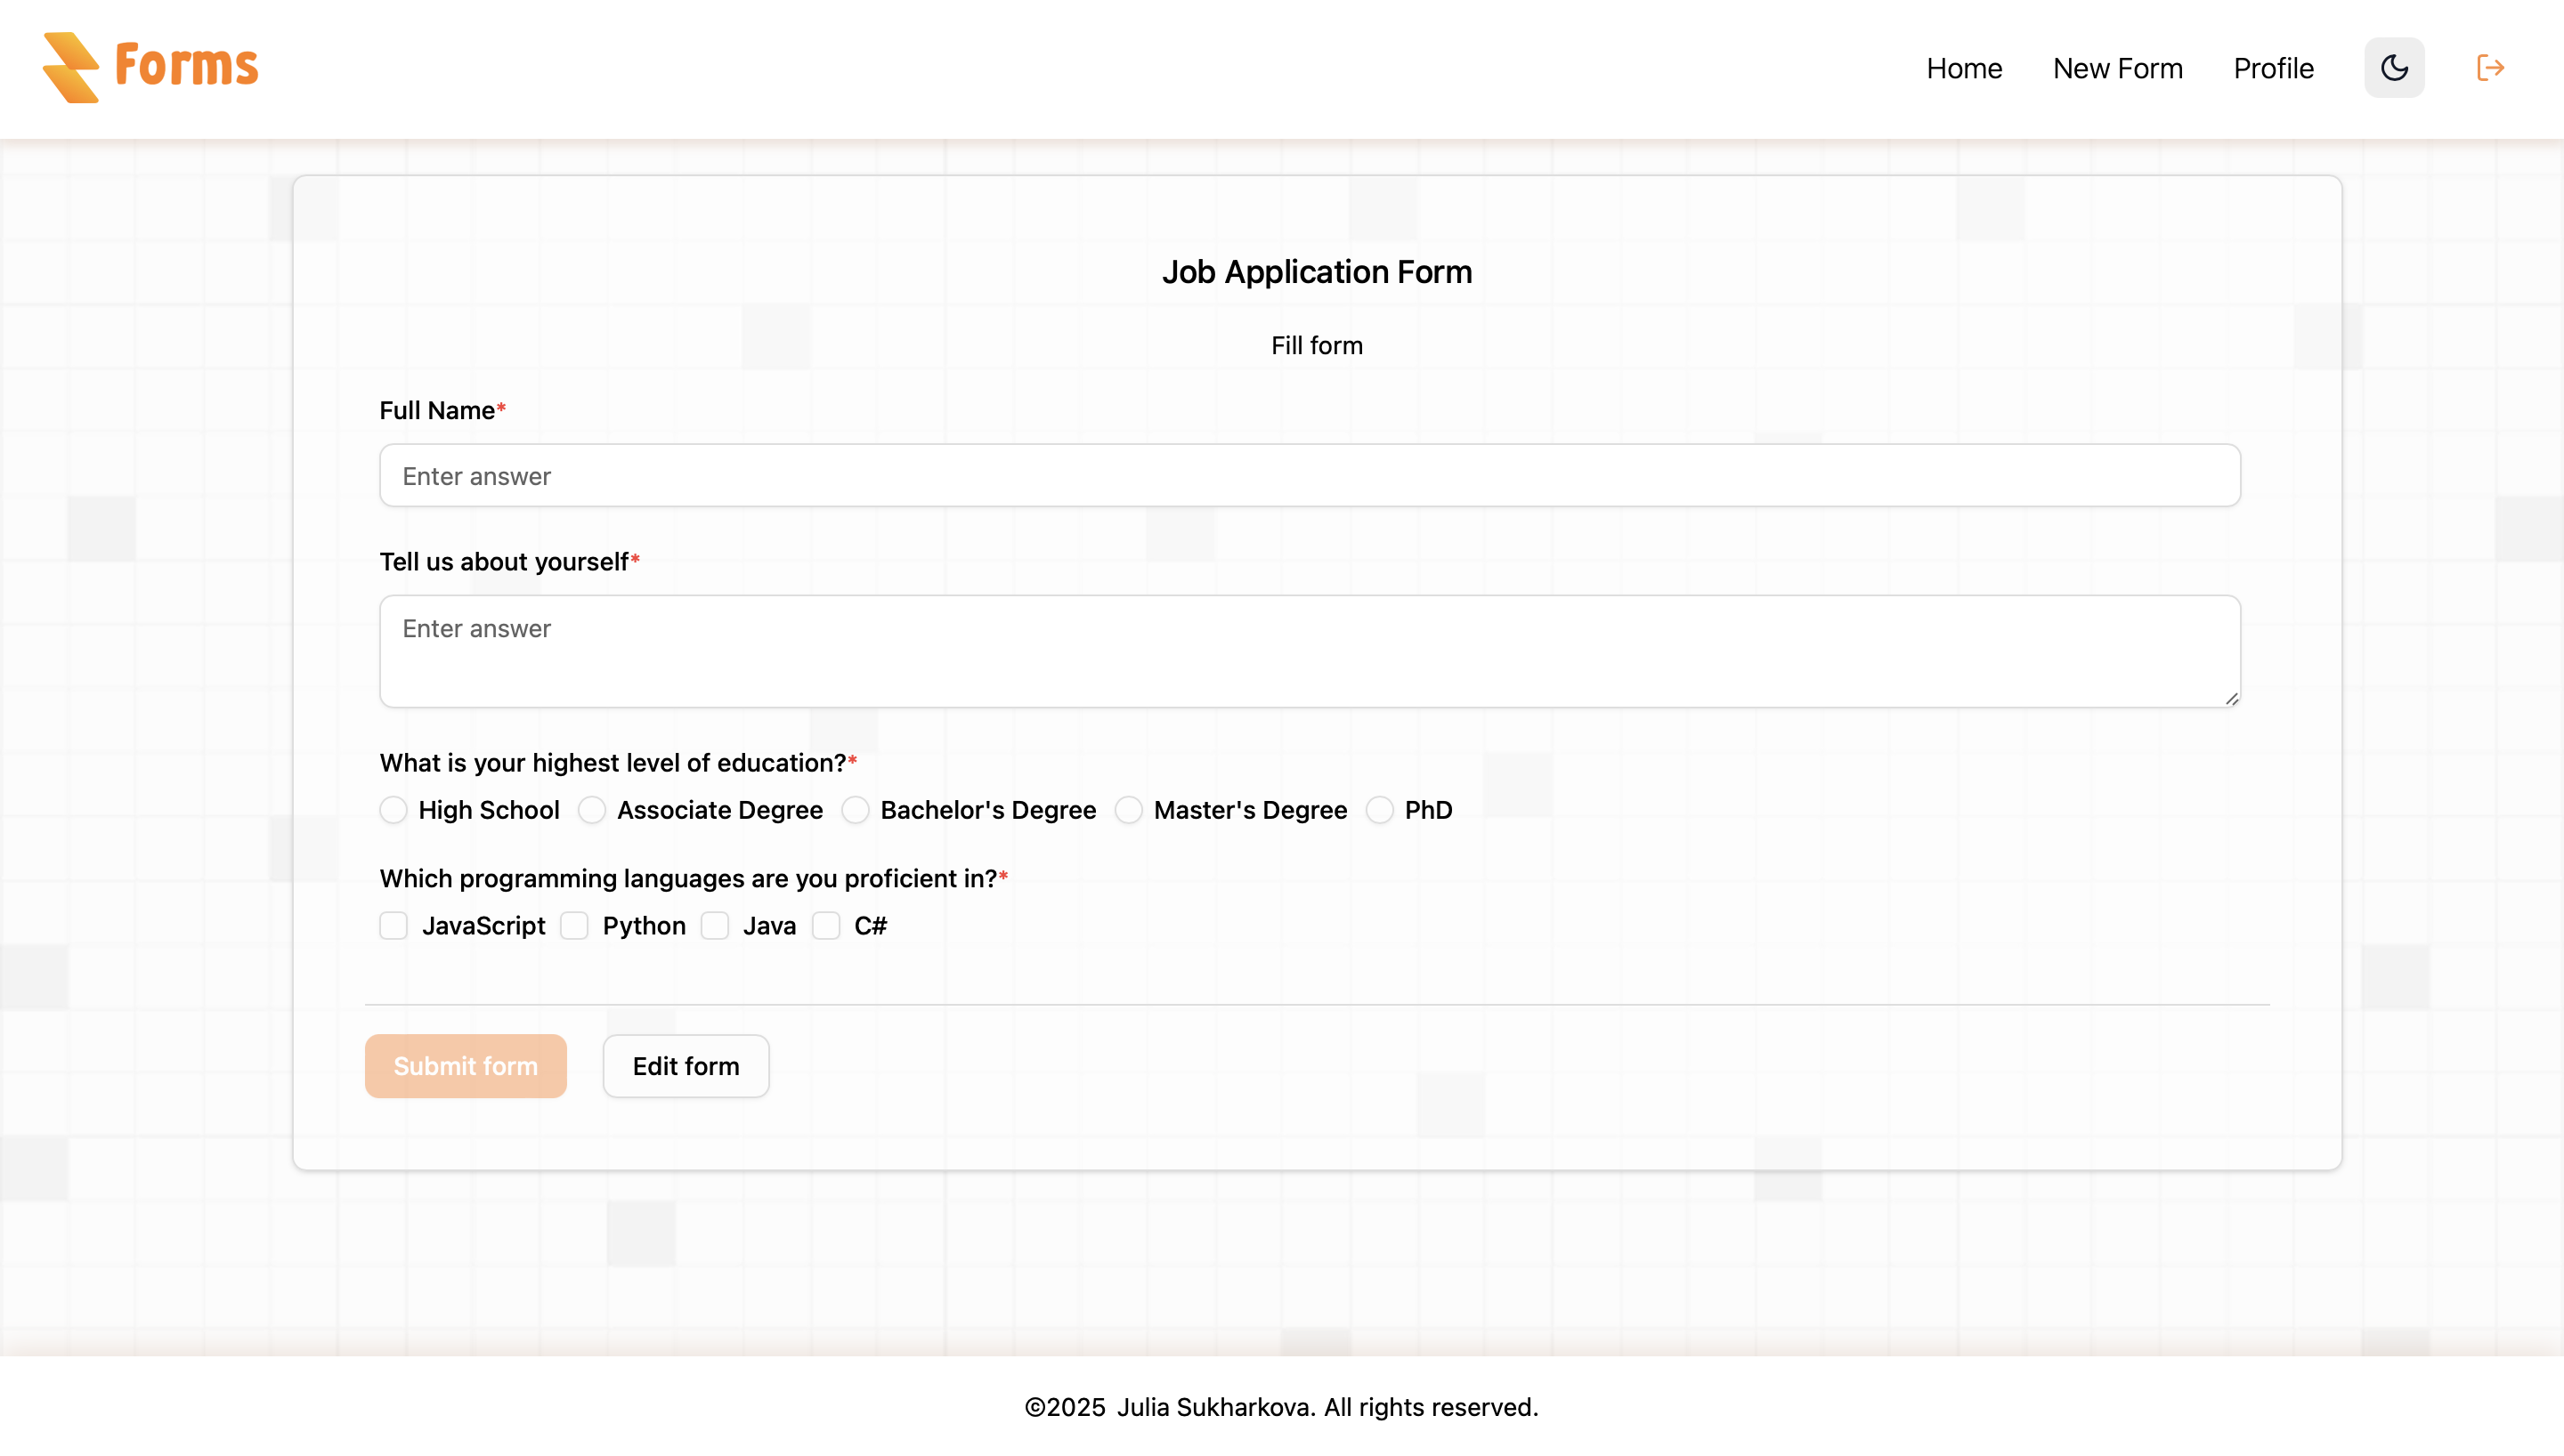 Forms
Home New Form Profile
Job Application Form
Fill form
Full Name*
Enter answer
Tell us about yourself*
Enter answer
What is your highest level of education?*
High School Associate Degree Bachelor's Degree Master's Degree PhD
Which programming languages are you proficient in?*
JavaScript Python Java C#
Submit form Edit form
©2025 Julia Sukharkova. All rights reserved.